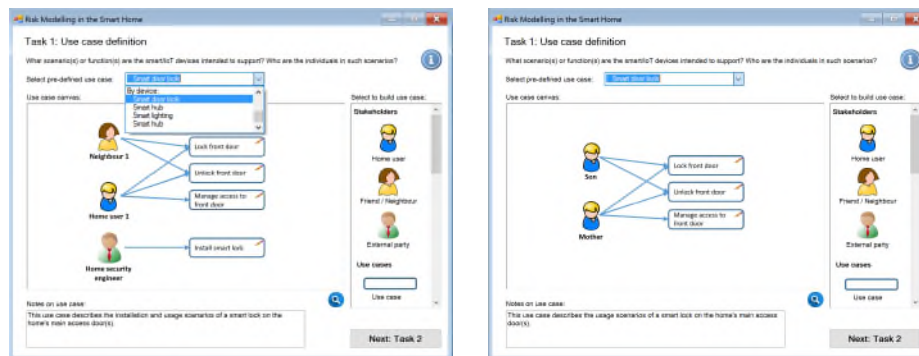 Risk Modelling in the Smart Home
Task 1: Use case definition
What scenario(s) or function(s) are the smart/IoT devices intended to support? Who are the individuals in such scenarios?
Select pre-defined use case:
Smart door lock
By device:
Smart door lock
Smart hub
Smart lighting
Smart hub
Use case canvas:
Select to build use case:
Stakeholders
Home user
Friend / Neighbour
External party
Use cases
Use case
Neighbour 1
Home user 1
Home security
engineer
Lock front door
Unlock front door
Manage access to
front door
Install smart lock
Notes on use case:
This use case describes the installation and usage scenarios of a smart lock on the
home's main access door(s).
Next: Task 2
Risk Modelling in the Smart Home
Task 1: Use case definition
What scenario(s) or function(s) are the smart/IoT devices intended to support? Who are the individuals in such scenarios?
Select pre-defined use case:
Smart door lock
Use case canvas:
Select to build use case:
Stakeholders
Home user
Friend / Neighbour
External party
Use cases
Use case
Son
Mother
Lock front door
Unlock front door
Manage access to
front door
Notes on use case:
This use case describes the usage scenarios of a smart lock on the home's main access
door(s).
Next: Task 2